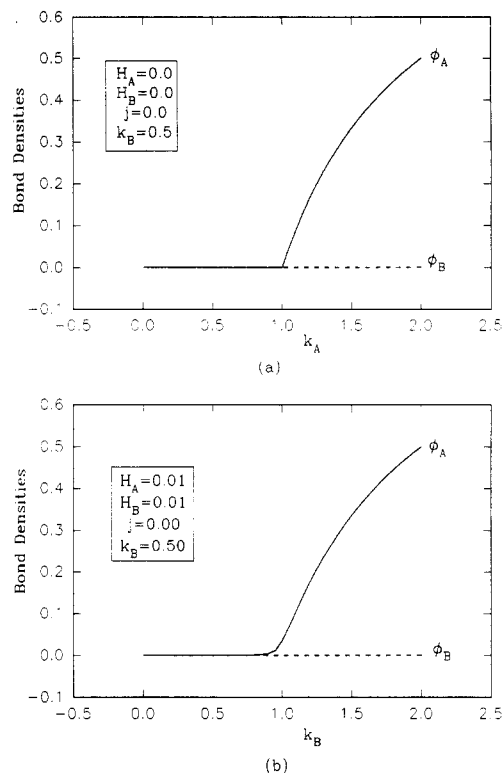 0.6
0.5
0.4
0.3
0.2
0.1
0.0
-0.1
Bond Densities
H_A=0.0
H_B=0.0
j=0.0
k_B=0.5
ϕ_A
ϕ_B
-0.5 0.0 0.5 1.0 1.5 2.0 2.5
k_A
(a)
0.6
0.5
0.4
0.3
0.2
0.1
0.0
-0.1
Bond Densities
H_A=0.01
H_B=0.01
j=0.00
k_B=0.50
ϕ_A
ϕ_B
-0.5 0.0 0.5 1.0 1.5 2.0 2.5
k_B
(b)